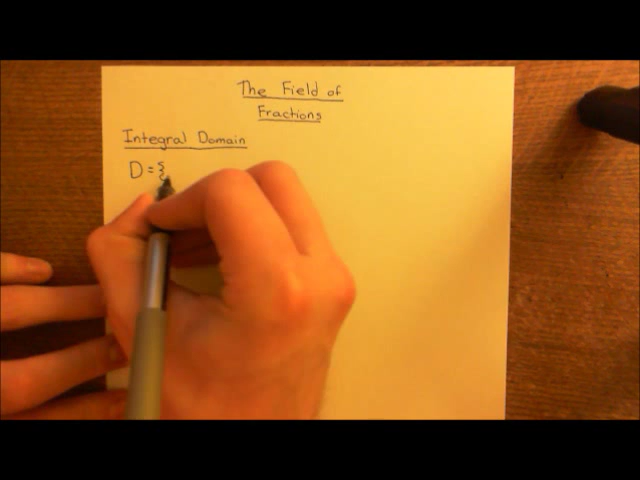 The Field of
Fractions
Integral Domain
D = {